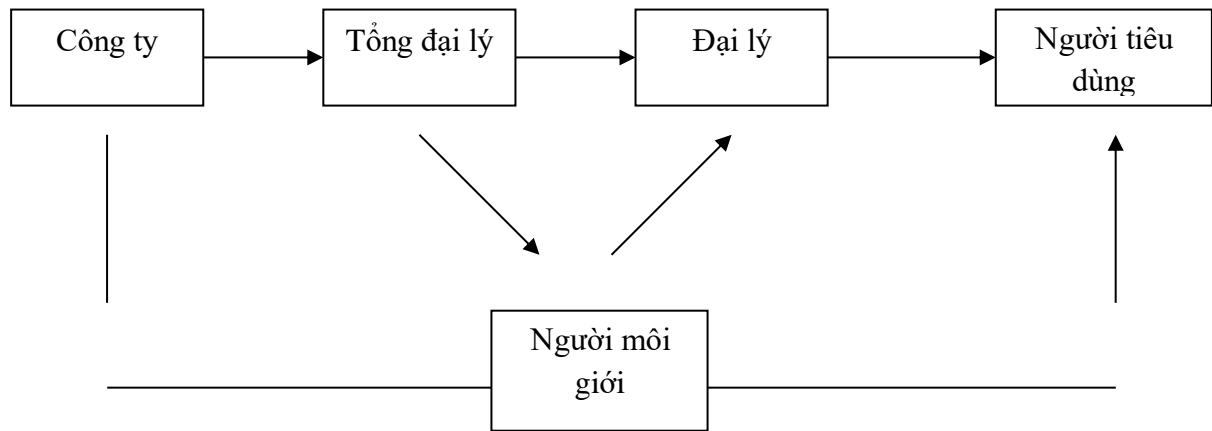 Công ty
Tổng đại lý
Đại lý
Người tiêu
dùng
Người môi
giới